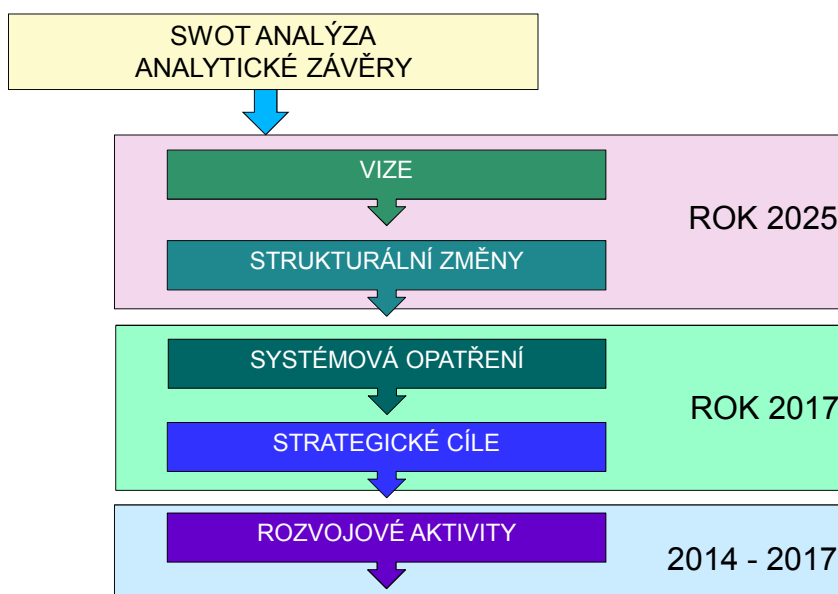 SWOT ANALÝZA
ANALYTICKÉ ZÁVĚRY
VIZE
ROK 2025
STRUKTURÁLNÍ ZMĚNY
SYSTÉMOVÁ OPATŘENÍ
ROK 2017
STRATEGICKÉ CÍLE
ROZVOJOVÉ AKTIVITY
2014 - 2017